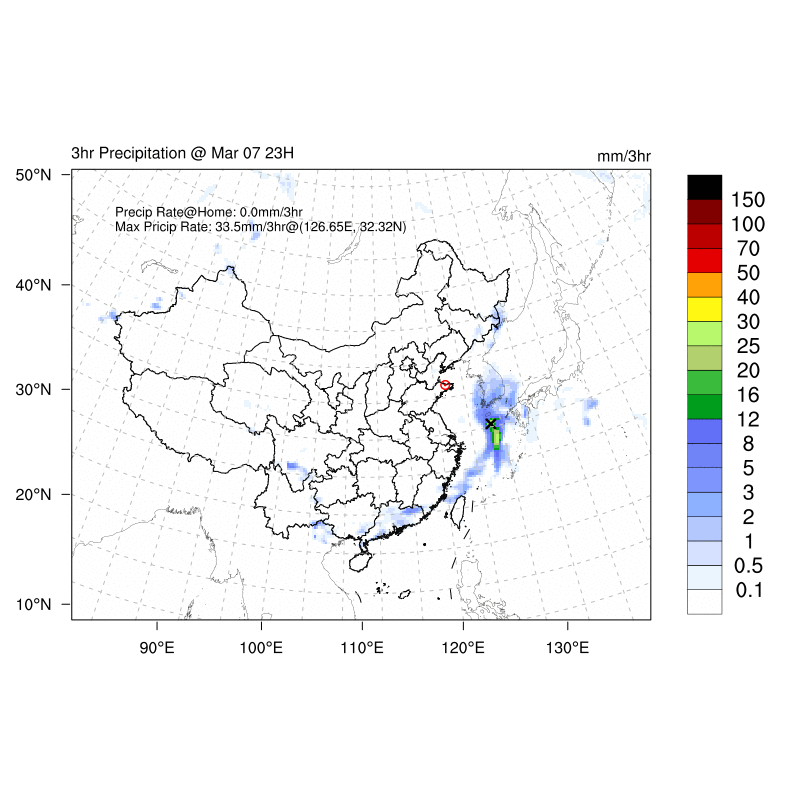 3hr Precipitation @ Mar 07 23H
mm/3hr
Precip Rate@Home: 0.0mm/3hr
Max Pricip Rate: 33.5mm/3hr@(126.65E, 32.32N)
50°N
40°N
30°N
20°N
10°N
90°E
100°E
110°E
120°E
130°E
150
100
70
50
40
30
25
20
16
12
8
5
3
2
1
0.5
0.1